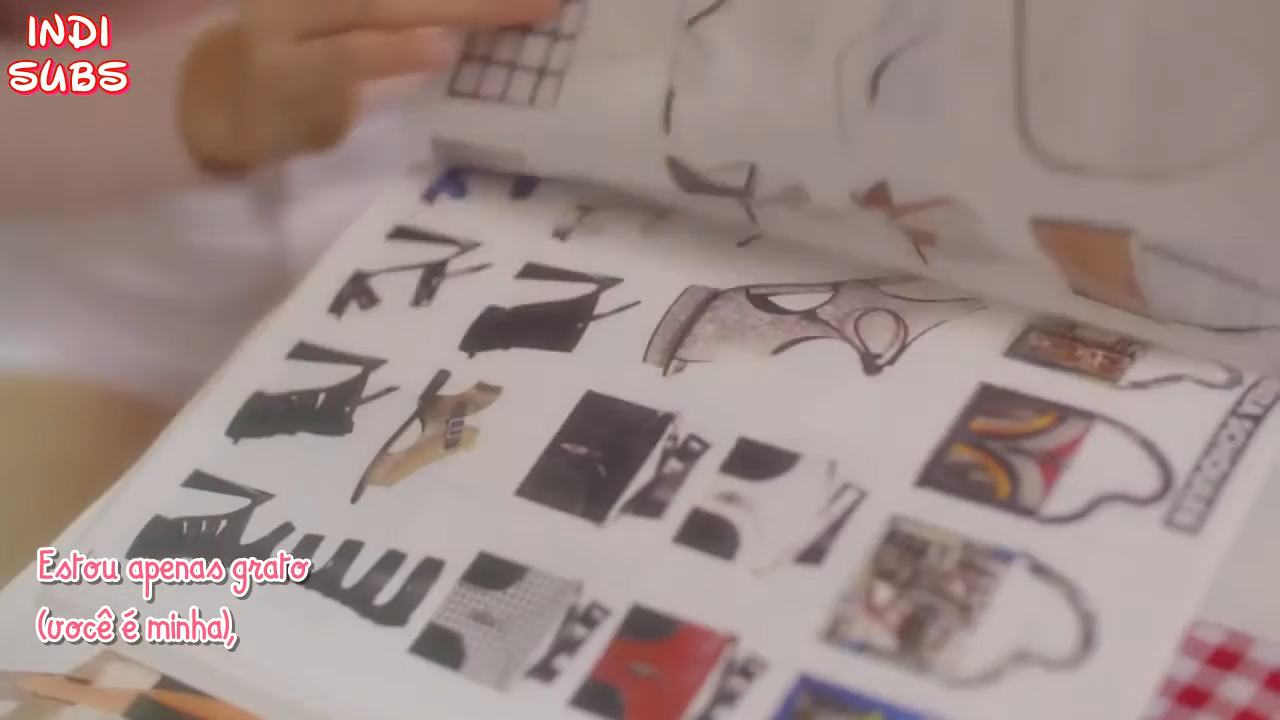 INDI
SUBS
Estou apenas grato
(você é minha),